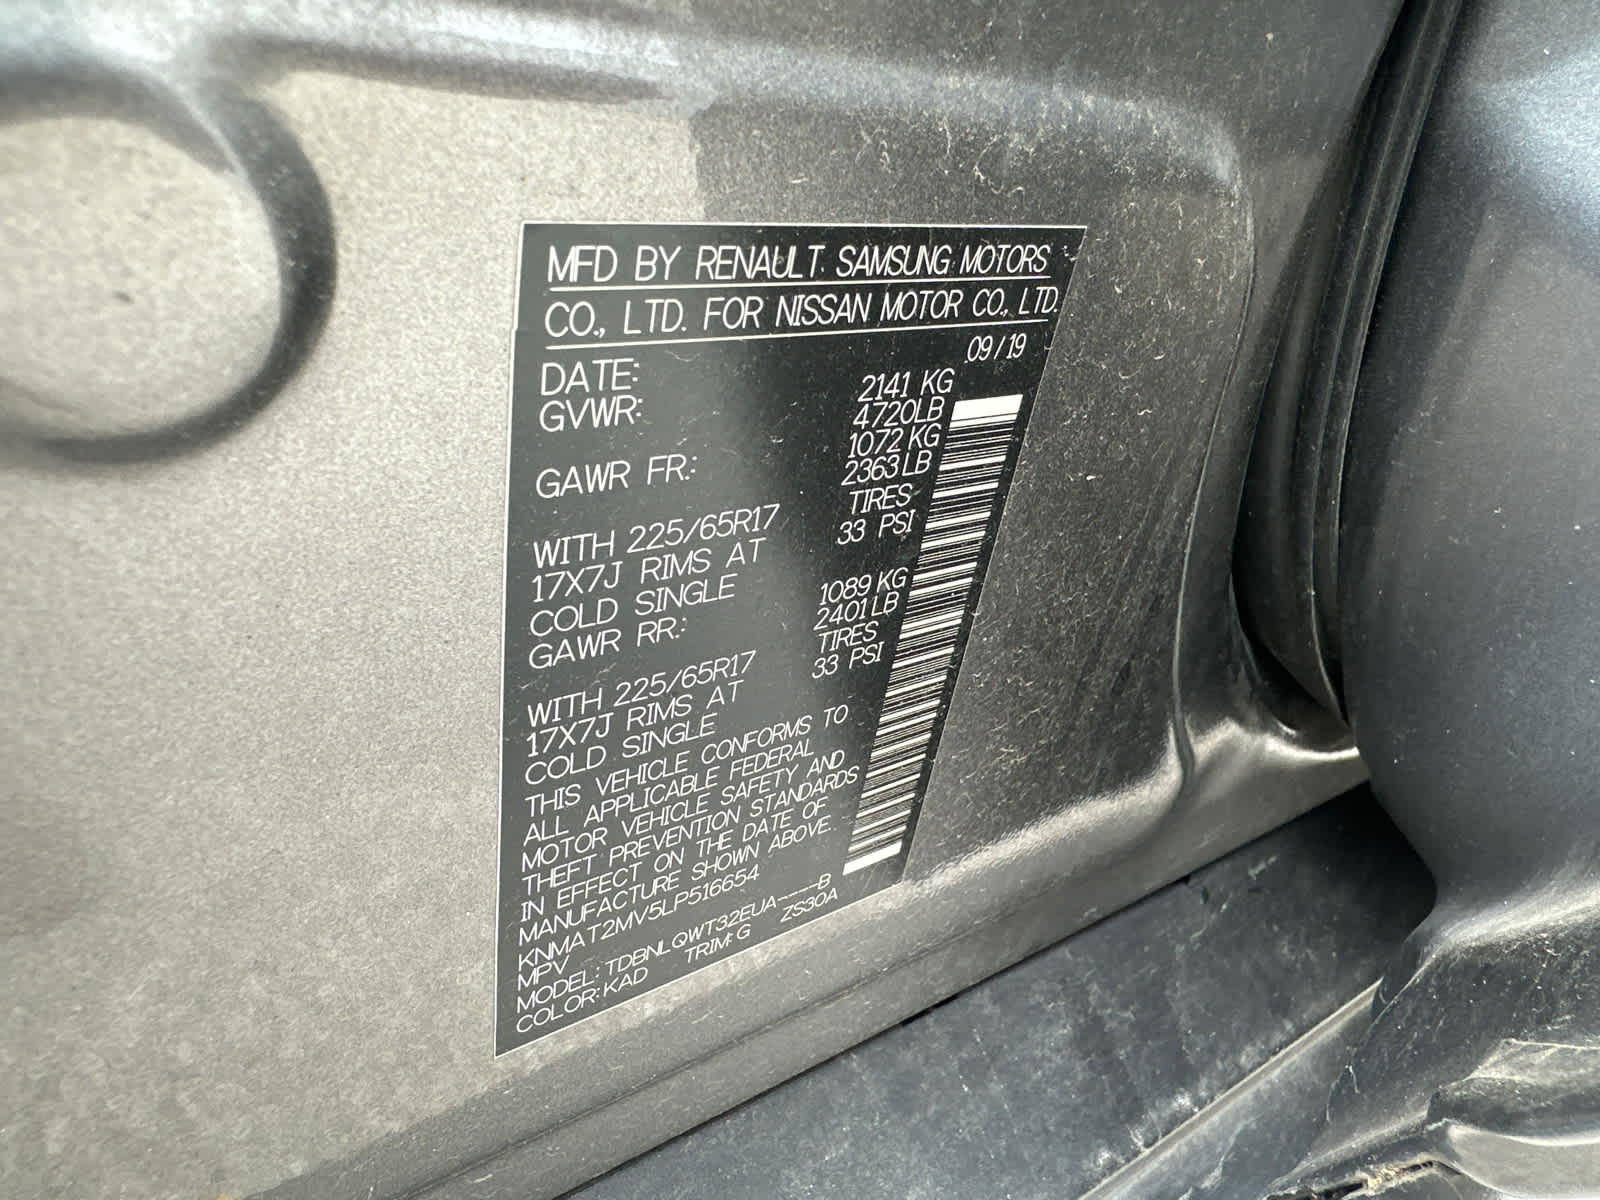 MFD BY RENAULT SAMSUNG MOTORS
CO., LTD. FOR NISSAN MOTOR CO., LTD.
DATE: 09/19
GVWR: 2141 KG
4720LB
GAWR FR.: 1072 KG
2363LB
WITH 225/65R17 TIRES
17X7J RIMS AT 33 PSI
COLD SINGLE
GAWR RR.: 1089 KG
2401LB
WITH 225/65R17 TIRES
17X7J RIMS AT 33 PSI
COLD SINGLE
THIS VEHICLE CONFORMS TO
ALL APPLICABLE FEDERAL
MOTOR VEHICLE SAFETY AND
THEFT PREVENTION STANDARDS
IN EFFECT ON THE DATE OF
MANUFACTURE SHOWN ABOVE.
KNMAT2MV5LP516654
MPV
MODEL: TDBNLQWT32EUA----B
COLOR: KAD TRIM: G ZS30A